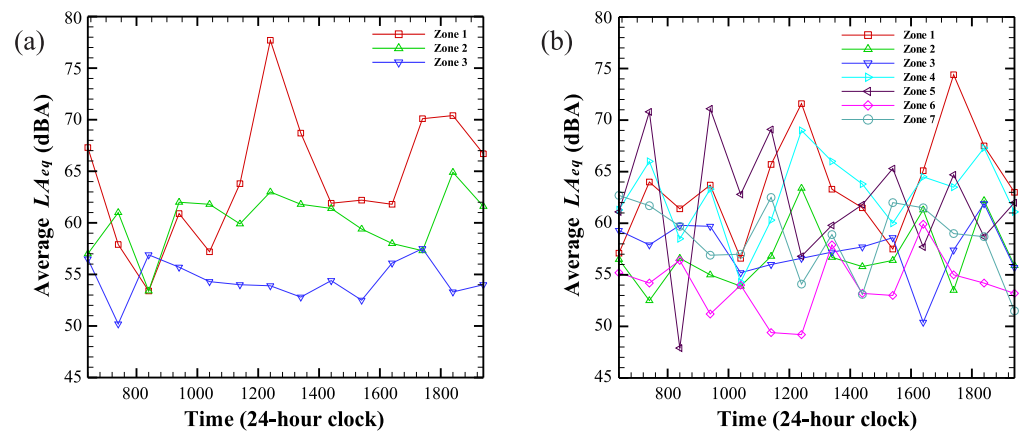 (a)
Average LAeq (dBA)
80
75
70
65
60
55
50
45
Zone 1
Zone 2
Zone 3
800 1000 1200 1400 1600 1800
Time (24-hour clock)
(b)
Average LAeq (dBA)
80
75
70
65
60
55
50
45
Zone 1
Zone 2
Zone 3
Zone 4
Zone 5
Zone 6
Zone 7
800 1000 1200 1400 1600 1800
Time (24-hour clock)